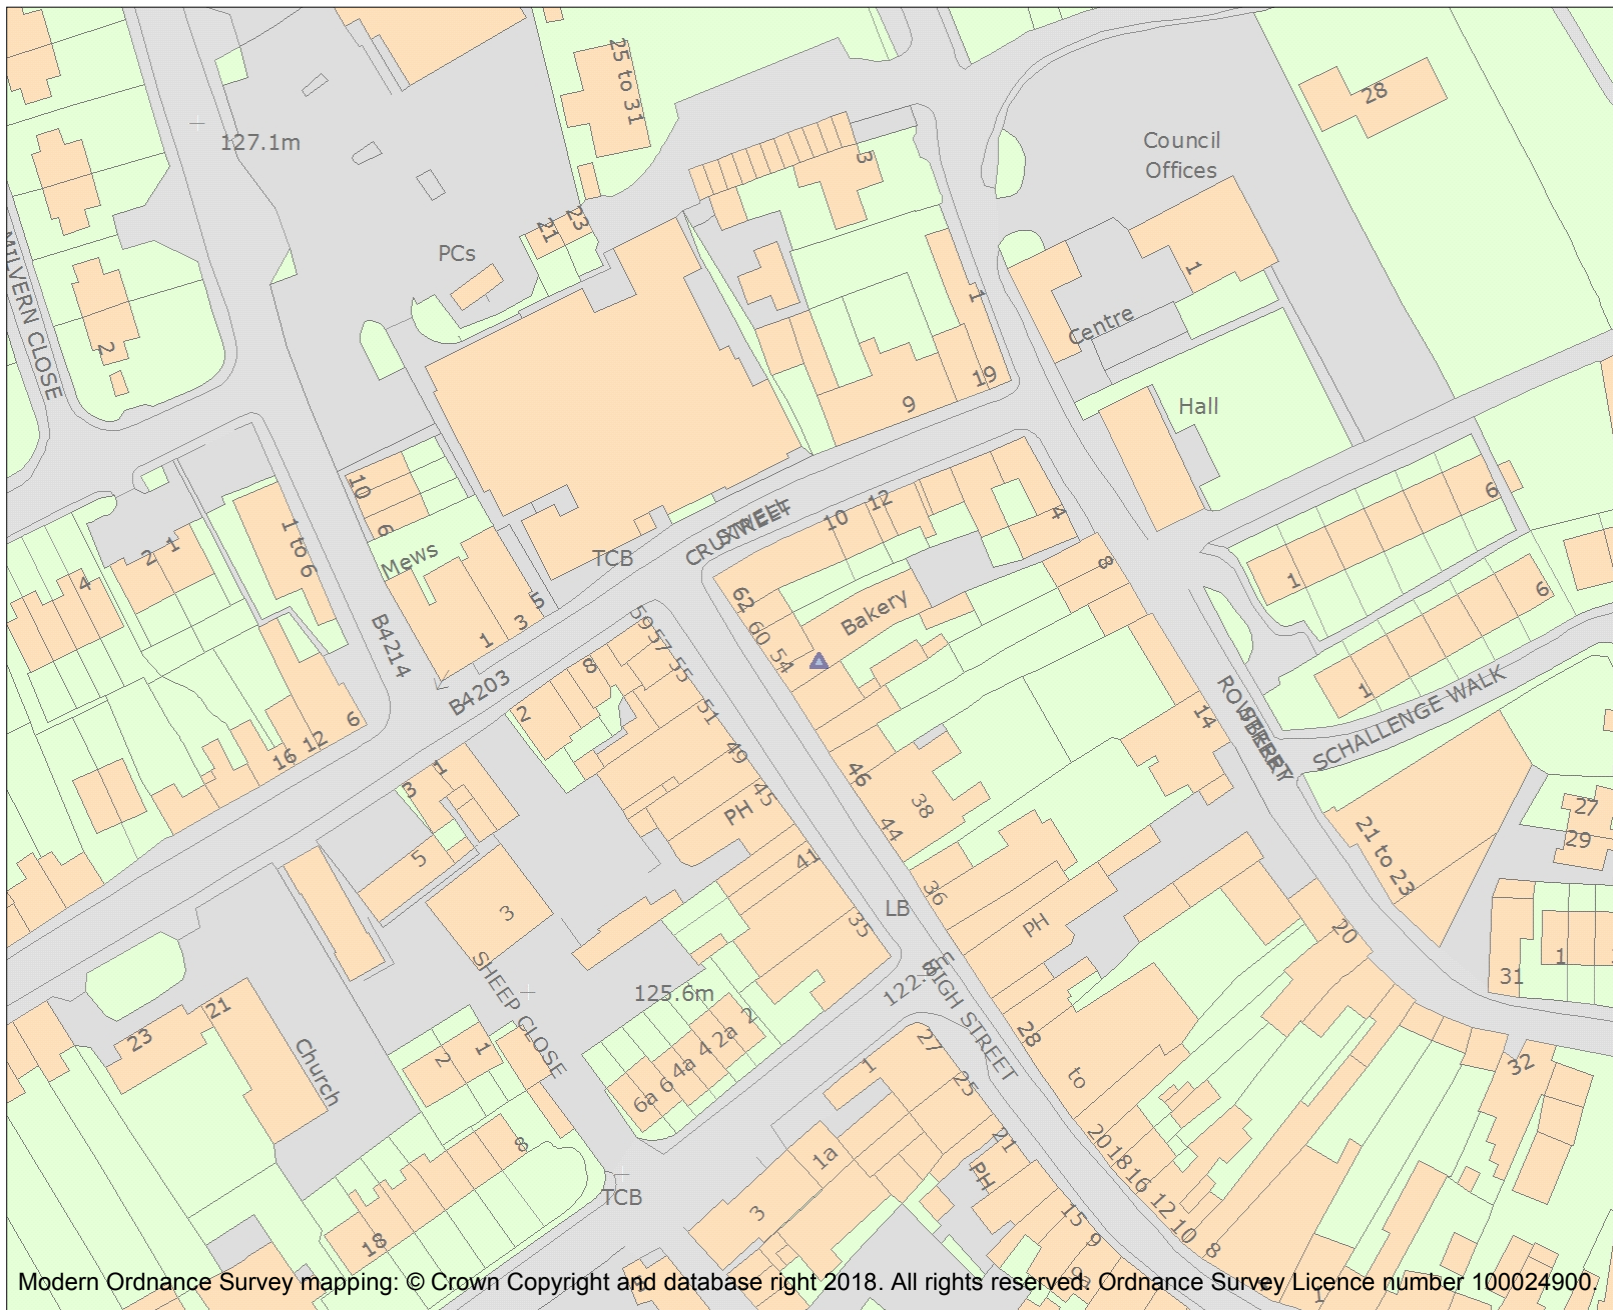 25 to 31
28
127.1m
Council
Offices
3
21
23
PCs
MILVERN CLOSE
1
1
Centre
2
19
9
Hall
10
6
12
10
4
6
CRUXWELL
STREET
1 to 6
2 1
Mews
TCB
8
1
6
4
5
3
1
62
60
54
Bakery
59
57
55
B4214
B4203
8
2
51
49
45
PH
1
SCHALLENGE WALK
ROWBERRY
STREET
14
6
12
16
1
3
5
46
38
44
41
27
29
21 to 23
3
36
35
LB
PH
20
1
31
SHEEP CLOSE
125.6m
HIGH STREET
21
23
Church
2
1
2
2a
4
4a
6
6a
27
25
1
28
to
32
8
18
TCB
1a
3
21
PH
15
9
9a
20
18
16
12
10
8
1
Modern Ordnance Survey mapping: © Crown Copyright and database right 2018. All rights reserved. Ordnance Survey Licence number 100024900.